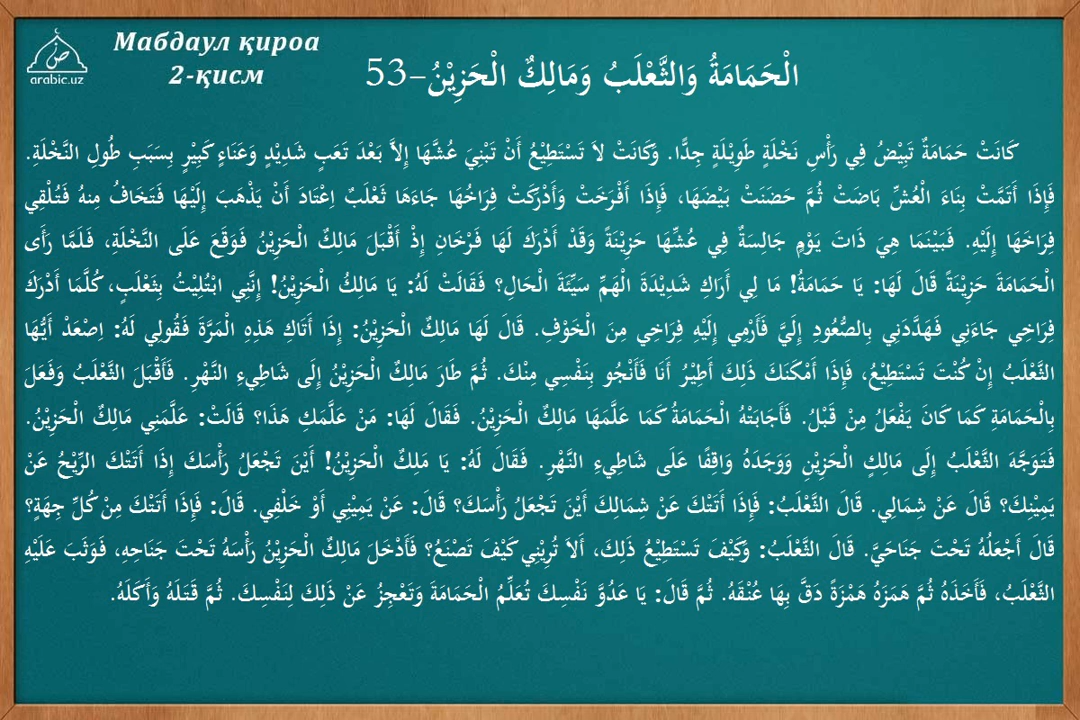 arabic.uz
Мабдаул қироа
2-қисм
53-الْحَمَامَةُ وَالثَّعْلَبُ وَمَالِكٌ الْحَزِيْنُ
كَانَتْ حَمَامَةٌ تَبِيْضُ فِي رَأْسِ نَخْلَةٍ طَوِيْلَةٍ جِدًّا. وَكَانَتْ لاَ تَسْتَطِيْعُ أَنْ تَبْنِيَ عُشَّهَا إِلاَّ بَعْدَ تَعَبٍ شَدِيْدٍ وَعَنَاءٍ كَبِيْرٍ بِسَبَبِ طُولِ النَّخْلَةِ.
فَإِذَا أَتَمَّتْ بِنَاءَ الْعُشِّ بَاضَتْ ثُمَّ حَضَنَتْ بَيْضَهَا، فَإِذَا أَفْرَخَتْ وَأَدْرَكَتْ فِرَاخُهَا جَاءَهَا ثَعْلَبٌ اِعْتَادَ أَنْ يَذْهَبَ إِلَيْهَا فَتَخَافُ مِنهُ فَتُلْقِي
فِرَاخَهَا إِلَيْهِ. فَبَيْنَمَا هِيَ ذَاتَ يَوْمٍ جَالِسَةٌ فِي عُشِّهَا حَزِيْنَةً وَقَدْ أَدْرَكَ لَهَا فَرْخَانِ إِذْ أَقْبَلَ مَالِكٌ الْحَزِيْنُ فَوَقَعَ عَلَى النَّخْلَةِ، فَلَمَّا رَأَى
الْحَمَامَةَ حَزِيْنَةً قَالَ لَهَا: يَا حَمَامَةُ! مَا لِي أَرَاكِ شَدِيْدَةَ الْهَمِّ سَيِّئَةَ الْحَالِ؟ فَقَالَتْ لَهُ: يَا مَالِكُ الْحَزِيْنُ! إِنَّنِي ابْتُلِيْتُ بِثَعْلَبٍ، كُلَّمَا أَدْرَكَ
فِرَاخِي جَاءَنِي فَهَدَّدَنِي بِالصُّعُودِ إِلَيَّ فَأَرْمِي إِلَيْهِ فِرَاخِي مِنَ الْخَوْفِ. قَالَ لَهَا مَالِكٌ الْحَزِيْنُ: إِذَا أَتَاكِ هَذِهِ الْمَرَّةَ فَقُولِي لَهُ: اِصْعَدْ أَيُّهَا
الثَّعْلَبُ إِنْ كُنْتَ تَسْتَطِيْعُ، فَإِذَا أَمْكَنَكَ ذَلِكَ أَطِيْرُ أَنَا فَأَنْجُو بِنَفْسِي مِنْكَ. ثُمَّ طَارَ مَالِكٌ الْحَزِيْنُ إِلَى شَاطِيءِ النَّهْرِ. فَأَقْبَلَ الثَّعْلَبُ وَفَعَلَ
بِالْحَمَامَةِ كَمَا كَانَ يَفْعَلُ مِنْ قَبْلُ. فَأَجَابَتْهُ الْحَمَامَةُ كَمَا عَلَّمَهَا مَالِكٌ الْحَزِيْنُ. فَقَالَ لَهَا: مَنْ عَلَّمَكِ هَذَا؟ قَالَتْ: عَلَّمَنِي مَالِكٌ الْحَزِيْنُ.
فَتَوَجَّهَ الثَّعْلَبُ إِلَى مَالِكٍ الْحَزِيْنِ وَوَجَدَهُ وَاقِفًا عَلَى شَاطِيءِ النَّهْرِ. فَقَالَ لَهُ: يَا مَلِكٌ الْحَزِيْنُ! أَيْنَ تَجْعَلُ رَأْسَكَ إِذَا أَتَتْكَ الرِّيْحُ عَنْ
يَمِيْنِكَ؟ قَالَ عَنْ شِمَالِي. قَالَ الثَّعْلَبُ: فَإِذَا أَتَتكَ عَنْ شِمَالِكَ أَيْنَ تَجْعَلُ رَأْسَكَ؟ قَالَ: عَنْ يَمِيْنِي أَوْ خَلْفِي. قَالَ: فَإِذَا أَتَتْكَ مِنْ كُلِّ جِهَةٍ؟
قَالَ أَجْعَلُهُ تَحْتَ جَنَاحَيَّ. قَالَ الثَّعْلَبُ: وَكَيْفَ تَسْتَطِيْعُ ذَلِكَ، أَلاَ تُرِيْنِي كَيْفَ تَصْنَعُ؟ فَأَدْخَلَ مَالِكٌ الْحَزِيْنُ رَأْسَهُ تَحْتَ جَنَاحِهِ، فَوَثَبَ عَلَيْهِ
الثَّعْلَبُ، فَأَخَذَهُ ثُمَّ هَمَزَهُ هَمْزَةً دَقَّ بِهَا عُنْقَهُ. ثُمَّ قَالَ: يَا عَدُوَّ نَفْسِكَ تُعَلِّمُ الْحَمَامَةَ وَتَعْجِزُ عَنْ ذَلِكَ لِنَفْسِكَ. ثُمَّ قَتَلَهُ وَأَكَلَهُ.